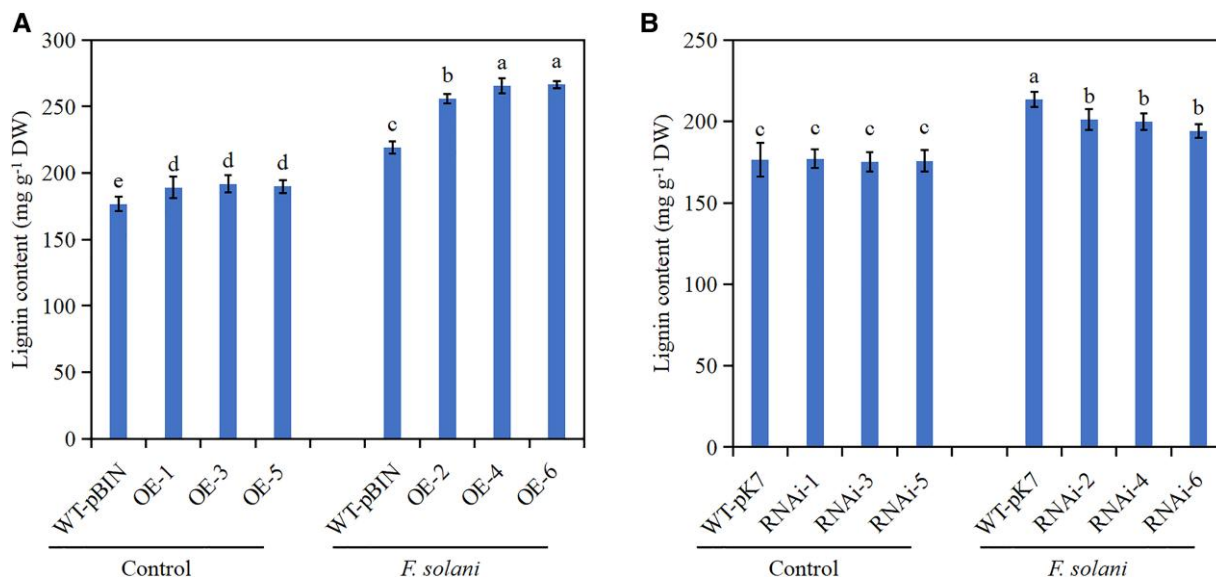 A
Lignin content (mg g⁻¹ DW)
300
250
200
150
100
50
0
e
d
d
d
c
b
a
a
WT-pBIN
OE-1
OE-3
OE-5
WT-pBIN
OE-2
OE-4
OE-6
Control
F. solani
B
Lignin content (mg g⁻¹ DW)
250
200
150
100
50
0
c
c
c
c
a
b
b
b
WT-pK7
RNAi-1
RNAi-3
RNAi-5
WT-pK7
RNAi-2
RNAi-4
RNAi-6
Control
F. solani